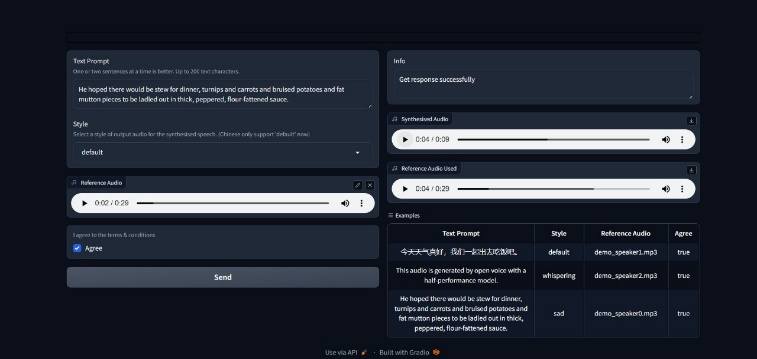 Text Prompt
One or two sentences at a time is better. Up to 200 text characters.
He hoped there would be stew for dinner, turnips and carrots and bruised potatoes and fat
mutton pieces to be ladled out in thick, peppered, flour-fattened sauce.
Style
Select a style of output audio for the synthesised speech. (Chinese only support 'default' now)
default
Reference Audio
0:02 / 0:29
I agree to the terms & conditions
Agree
Send
Info
Get response successfully
Synthesised Audio
0:04 / 0:09
Reference Audio Used
0:04 / 0:29
Examples
Text Prompt Style Reference Audio Agree
今天天气真好，我们一起出去吃饭吧。 default demo_speaker1.mp3 true
This audio is generated by open voice with a
half-performance model.
whispering demo_speaker2.mp3 true
He hoped there would be stew for dinner,
turnips and carrots and bruised potatoes and
fat mutton pieces to be ladled out in thick,
peppered, flour-fattened sauce.
sad demo_speaker0.mp3 true
Use via API · Built with Gradio